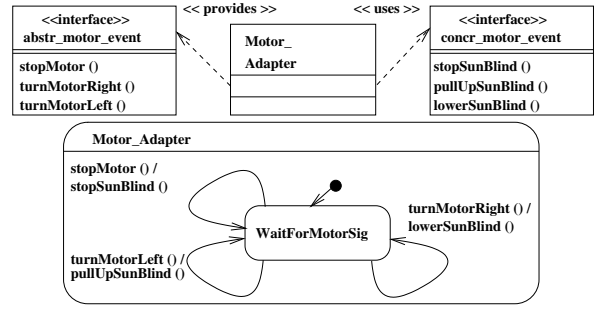 << provides >>
<< uses >>
<<interface>>
abstr_motor_event
stopMotor ()
turnMotorRight ()
turnMotorLeft ()
Motor_
Adapter
<<interface>>
concr_motor_event
stopSunBlind ()
pullUpSunBlind ()
lowerSunBlind ()
Motor_Adapter
stopMotor () /
stopSunBlind ()
turnMotorRight () /
lowerSunBlind ()
WaitForMotorSig
turnMotorLeft () /
pullUpSunBlind ()